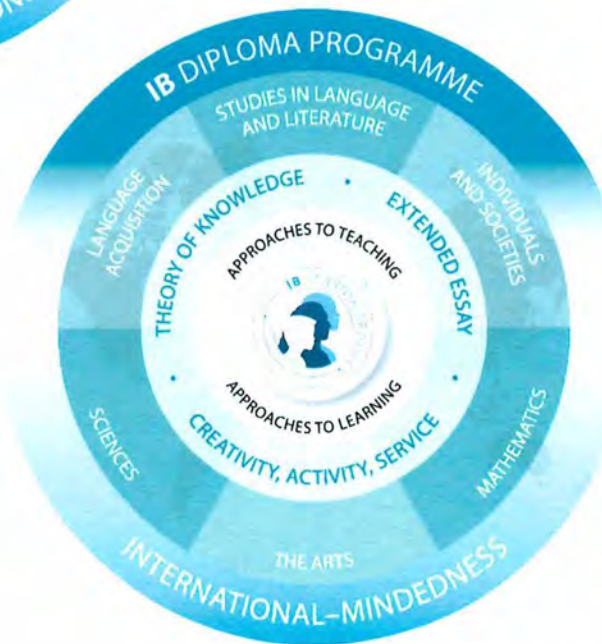 IB DIPLOMA PROGRAMME
STUDIES IN LANGUAGE
AND LITERATURE
LANGUAGE
ACQUISITION
INDIVIDUALS
AND SOCIETIES
THEORY OF KNOWLEDGE
EXTENDED ESSAY
APPROACHES TO TEACHING
IB
APPROACHES TO LEARNING
CREATIVITY, ACTIVITY, SERVICE
SCIENCES
MATHEMATICS
THE ARTS
INTERNATIONAL–MINDEDNESS